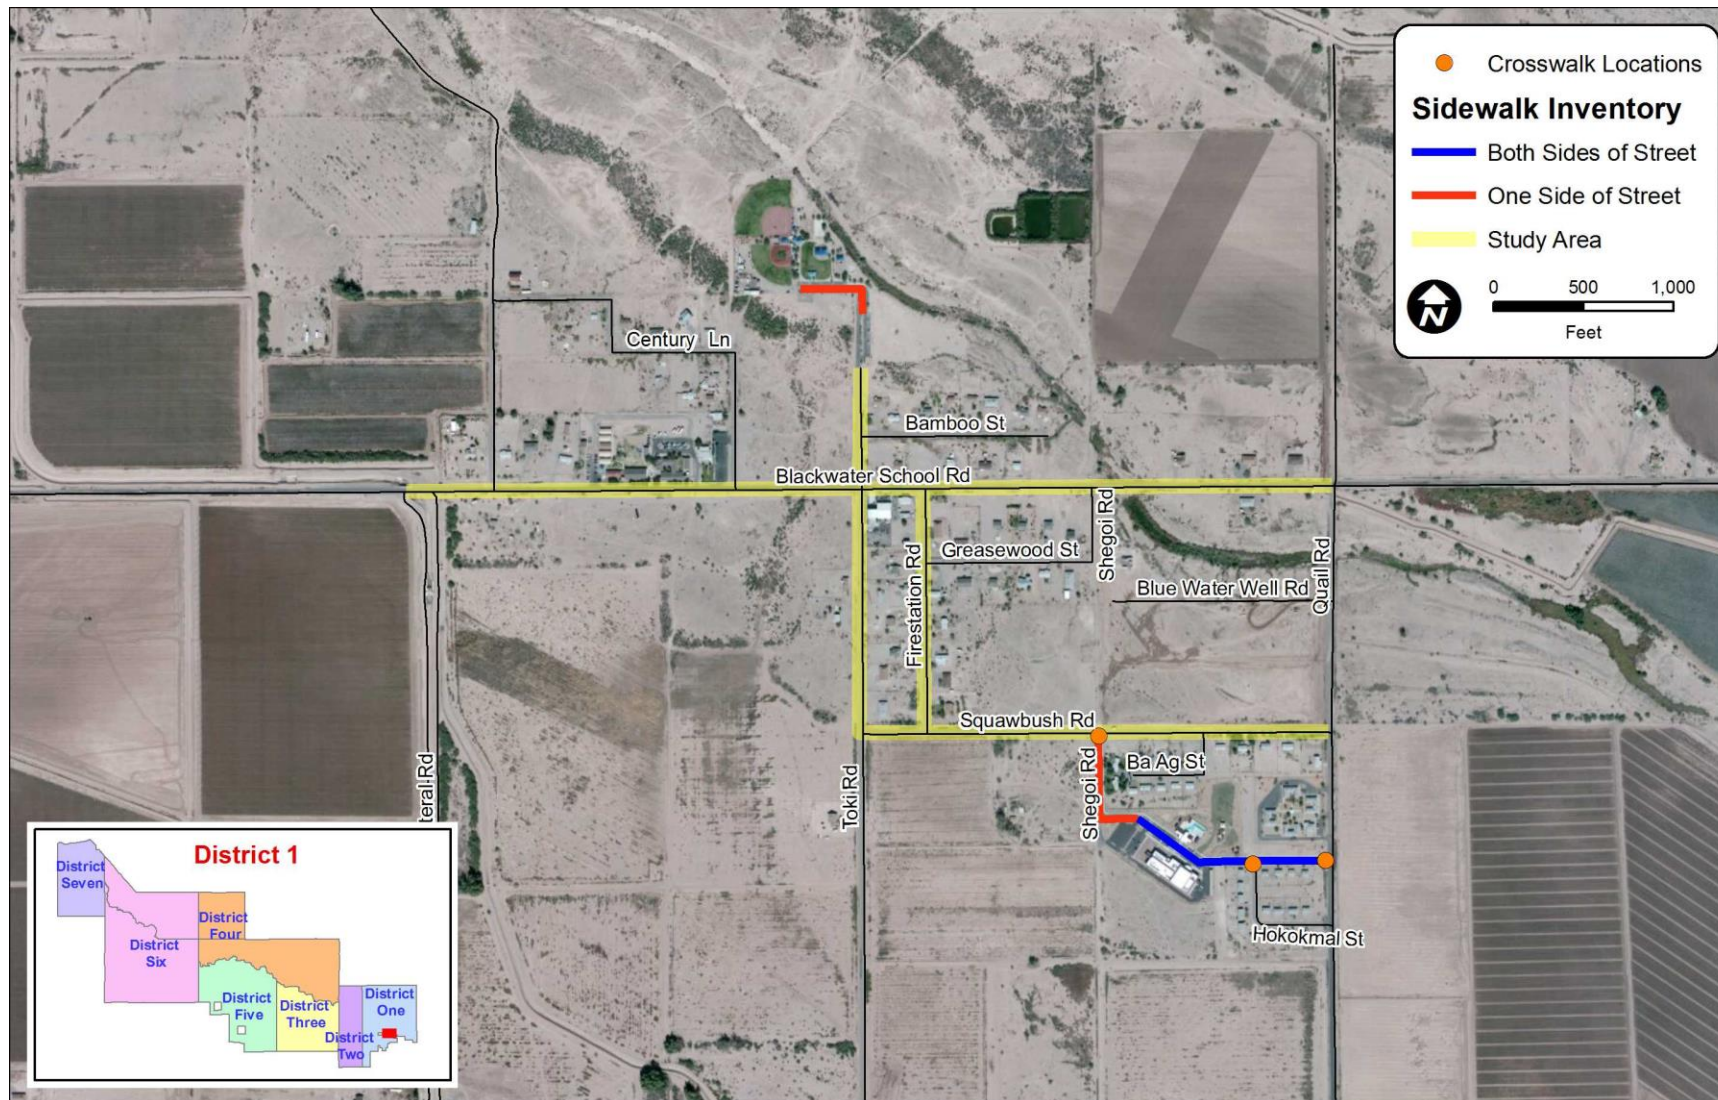 Crosswalk Locations
Sidewalk Inventory
Both Sides of Street
One Side of Street
Study Area
0 500 1,000
Feet
N
Century Ln
Bamboo St
Blackwater School Rd
Shegoi Rd
Greasewood St
Firestation Rd
Blue Water Well Rd
Quail Rd
Squawbush Rd
Ba Ag St
Shegoi Rd
Toki Rd
teral Rd
Hokokmal St
District 1
District
Seven
District
Four
District
Six
District
Five
District
Three
District
One
District
Two